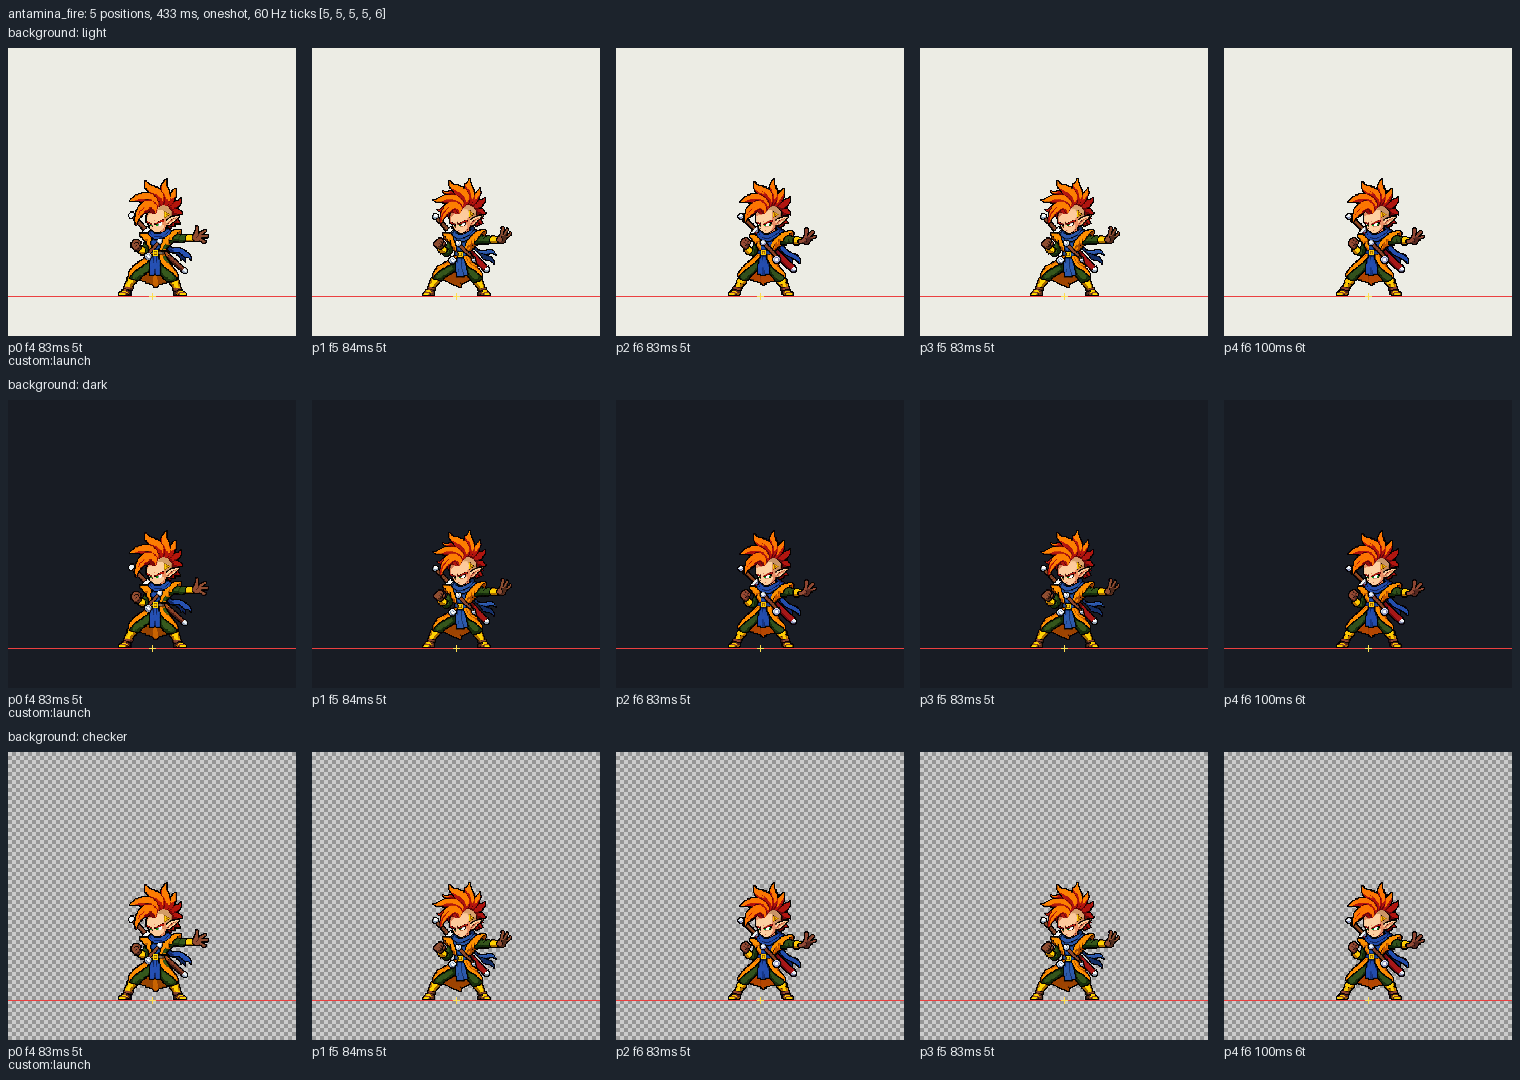 antamina_fire: 5 positions, 433 ms, oneshot, 60 Hz ticks [5, 5, 5, 5, 6]
background: light
p0 f4 83ms 5t
custom:launch
p1 f5 84ms 5t
p2 f6 83ms 5t
p3 f5 83ms 5t
p4 f6 100ms 6t
background: dark
p0 f4 83ms 5t
custom:launch
p1 f5 84ms 5t
p2 f6 83ms 5t
p3 f5 83ms 5t
p4 f6 100ms 6t
background: checker
p0 f4 83ms 5t
custom:launch
p1 f5 84ms 5t
p2 f6 83ms 5t
p3 f5 83ms 5t
p4 f6 100ms 6t